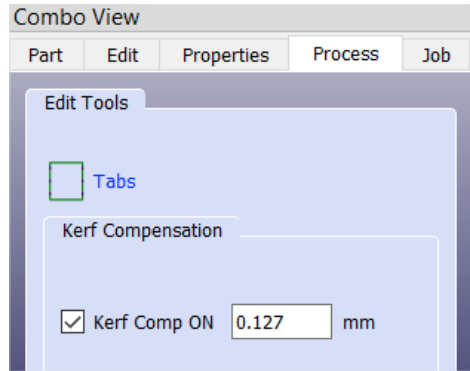 Combo View
Part Edit Properties Process Job
Edit Tools
Tabs
Kerf Compensation
Kerf Comp ON 0.127 mm